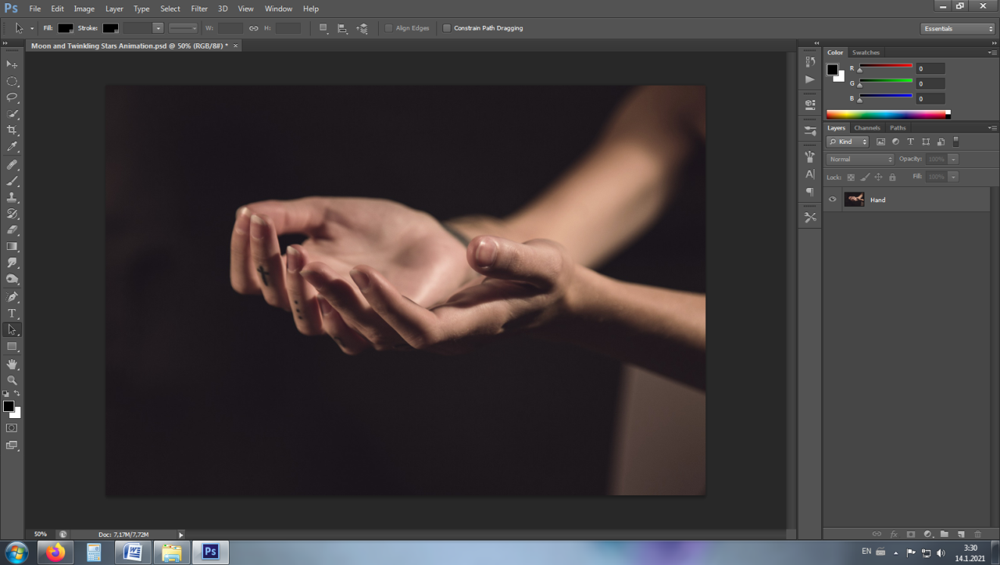 Ps File Edit Image Layer Type Select Filter 3D View Window Help
Fill: Stroke: W: H: Align Edges Constrain Path Dragging Essentials
Moon and Twinkling Stars Animation.psd @ 50% (RGB/8#) * ×
Color Swatches
R 0
G 0
B 0
Layers Channels Paths
Kind
Normal Opacity: 100%
Lock: Fill: 100%
Hand
50% Doc: 7,17M/7,72M
EN 3:30
14.1.2021